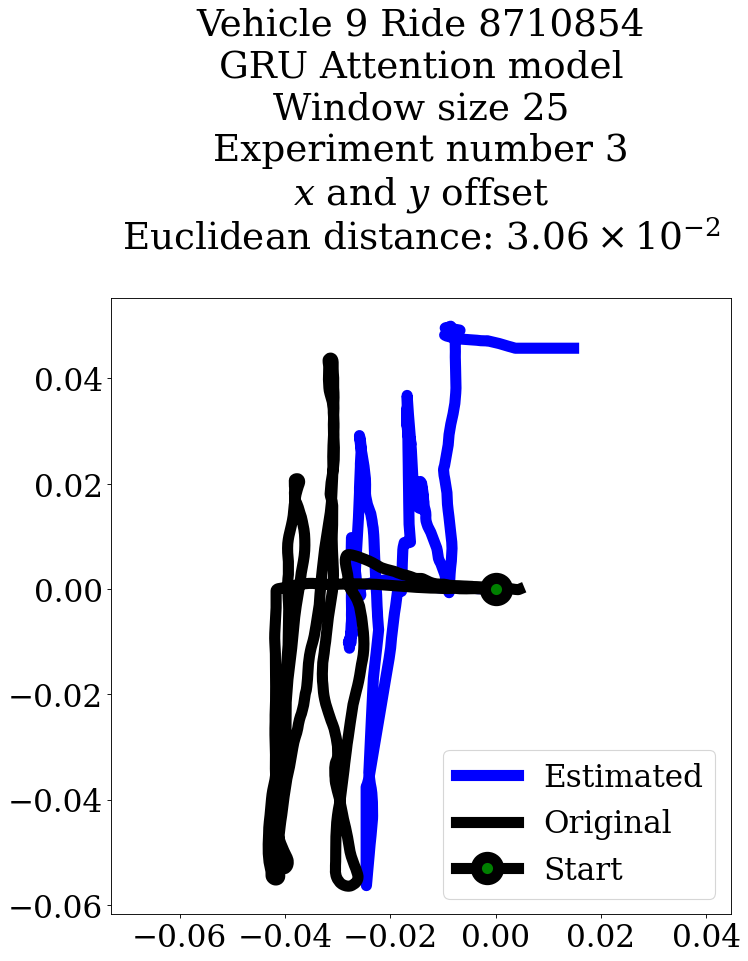 Vehicle 9 Ride 8710854
GRU Attention model
Window size 25
Experiment number 3
x and y offset
Euclidean distance: 3.06 × 10⁻²
0.04
0.02
0.00
−0.02
−0.04
−0.06
Estimated
Original
Start
−0.06 −0.04 −0.02 0.00 0.02 0.04